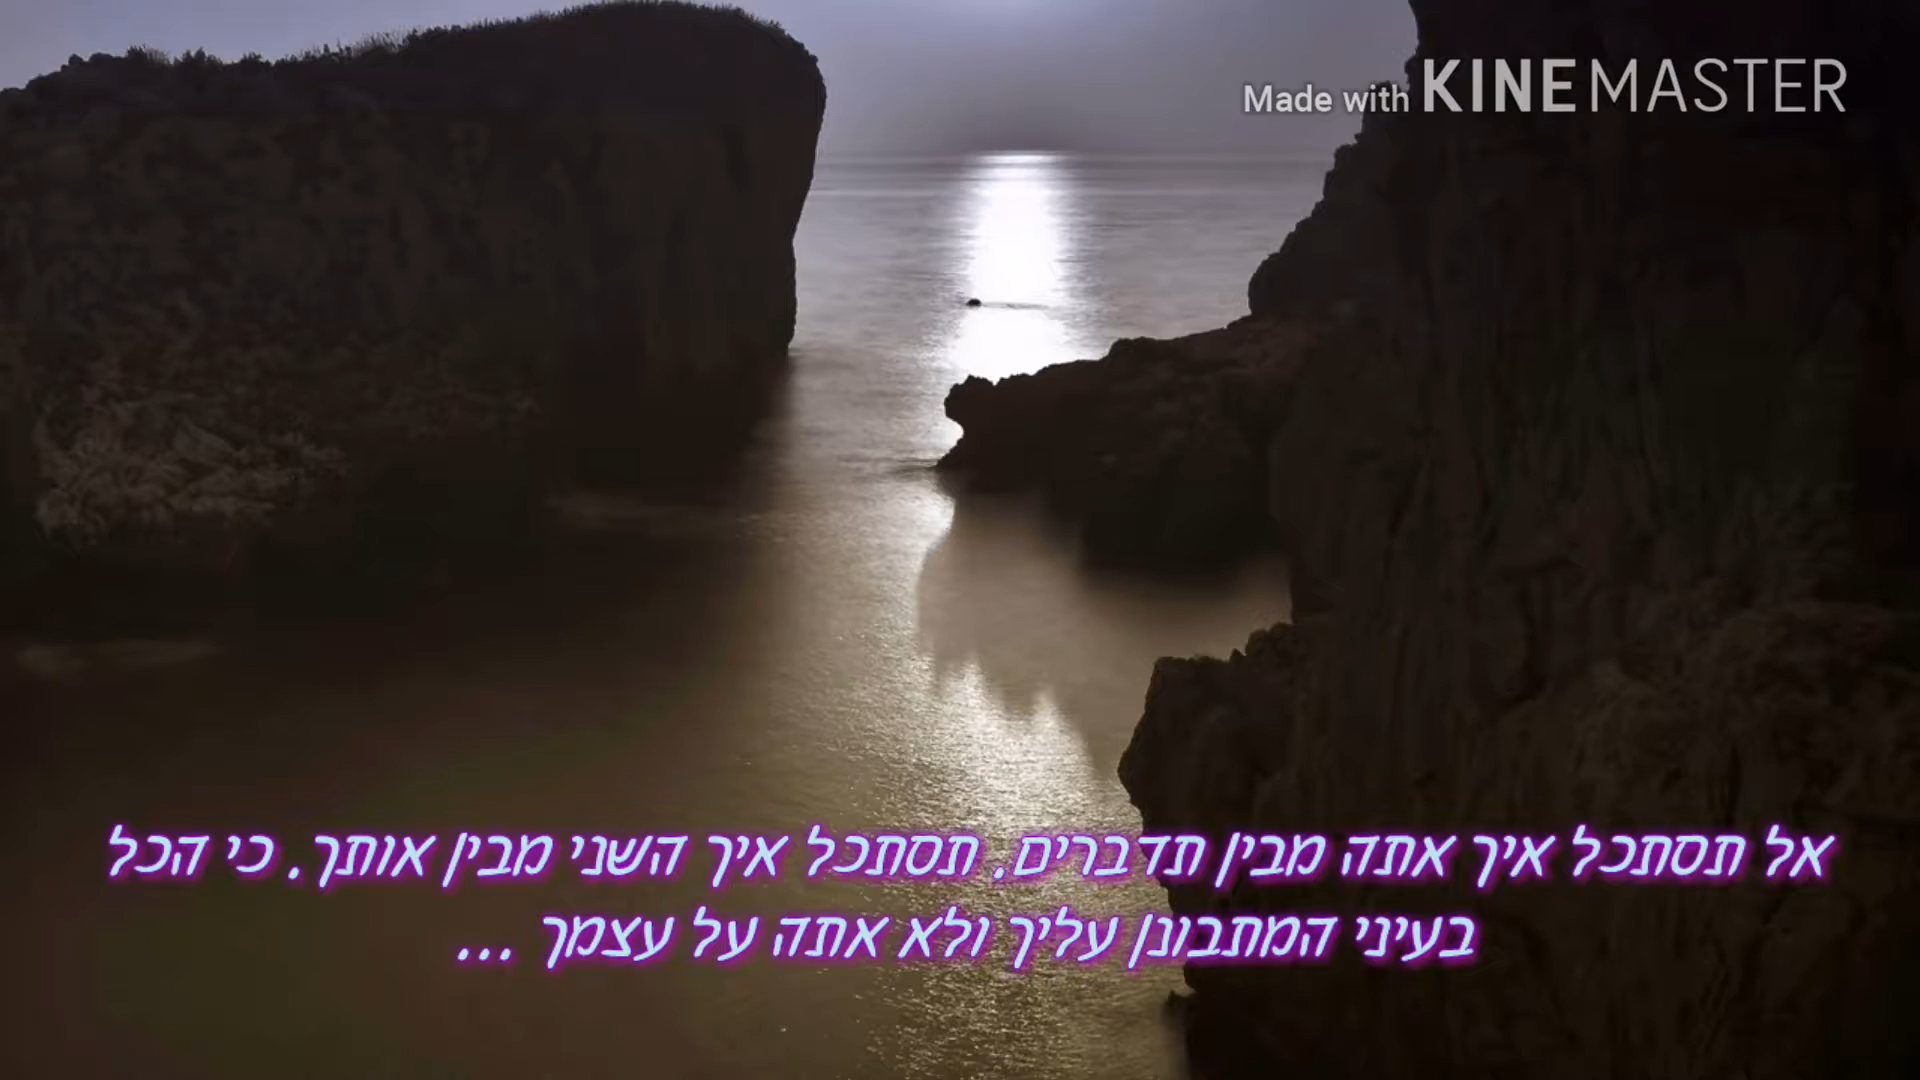 Made with KINEMASTER
אל תסתכל איך אתה מבין תדברים. תסתכל איך השני מבין אותך. כי הכל
בעיני המתבונן עליך ולא אתה על עצמך ...